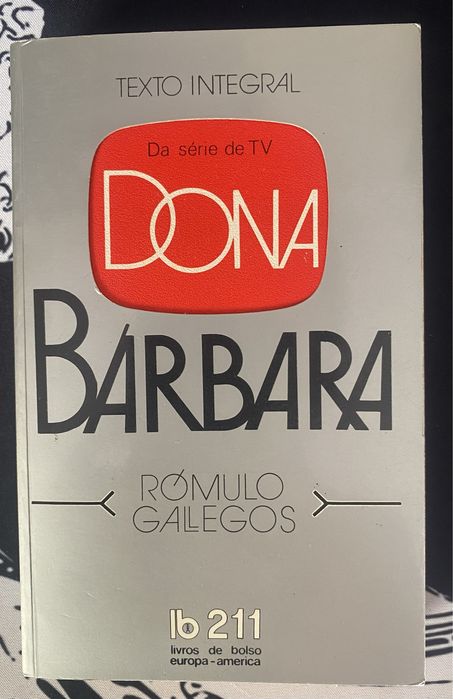 TEXTO INTEGRAL
Da série de TV
DONA
BÁRBARA
RÓMULO
GALLEGOS
lb 211
livros de bolso
europa-america